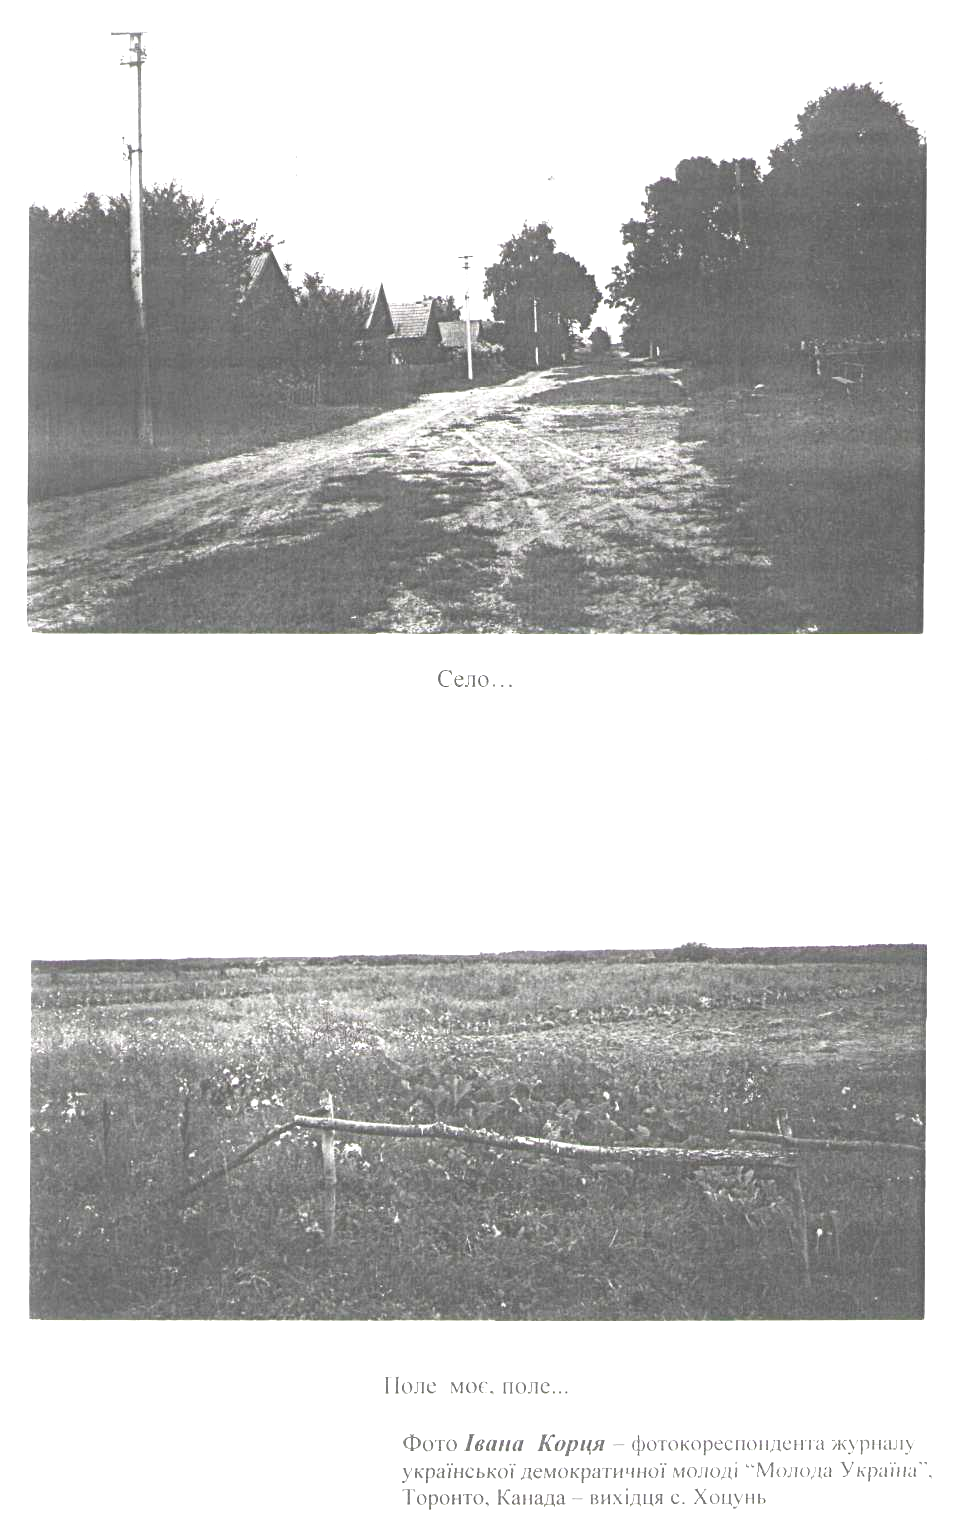 Село...
Поле моє, поле...
Фото Івана Корця – фотокореспондента журналу
української демократичної молоді “Молода Україна”,
Торонто, Канада – вихідця с. Хоцунь